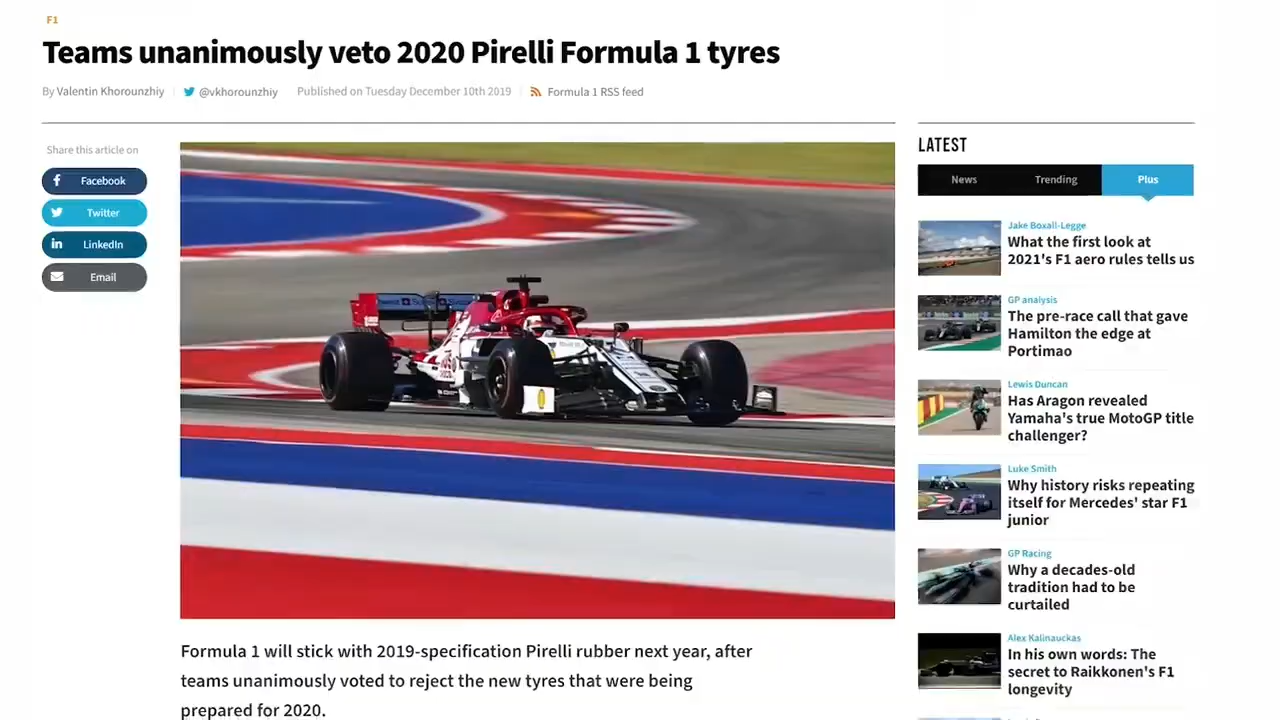 F1
Teams unanimously veto 2020 Pirelli Formula 1 tyres
By Valentin Khorounzhiy @vkhorounzhiy Published on Tuesday December 10th 2019 Formula 1 RSS feed
Share this article on
Facebook
Twitter
LinkedIn
Email
Formula 1 will stick with 2019-specification Pirelli rubber next year, after
teams unanimously voted to reject the new tyres that were being
prepared for 2020.
LATEST
News Trending Plus
Jake Boxall-Legge
What the first look at
2021's F1 aero rules tells us
GP analysis
The pre-race call that gave
Hamilton the edge at
Portimao
Lewis Duncan
Has Aragon revealed
Yamaha's true MotoGP title
challenger?
Luke Smith
Why history risks repeating
itself for Mercedes' star F1
junior
GP Racing
Why a decades-old
tradition had to be
curtailed
Alex Kalinauckas
In his own words: The
secret to Raikkonen's F1
longevity